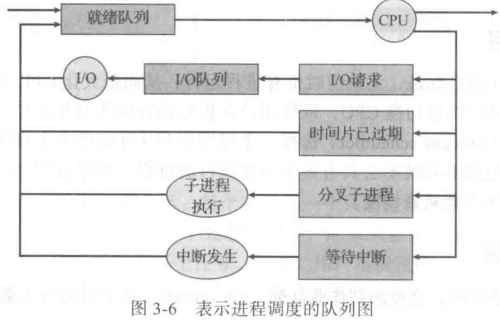 就绪队列
CPU
I/O
I/O队列
I/O请求
时间片已过期
子进程
执行
分叉子进程
中断发生
等待中断
图 3-6 表示进程调度的队列图